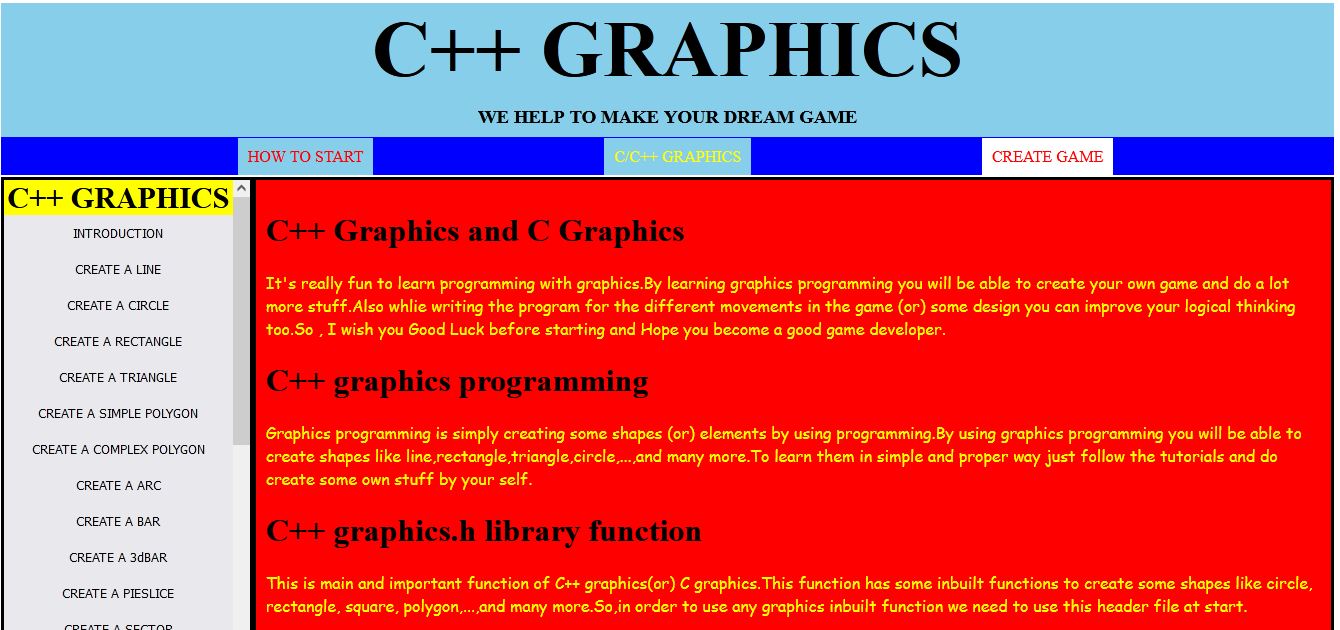 C++ GRAPHICS
WE HELP TO MAKE YOUR DREAM GAME
HOW TO START
C/C++ GRAPHICS
CREATE GAME
C++ GRAPHICS
INTRODUCTION
CREATE A LINE
CREATE A CIRCLE
CREATE A RECTANGLE
CREATE A TRIANGLE
CREATE A SIMPLE POLYGON
CREATE A COMPLEX POLYGON
CREATE A ARC
CREATE A BAR
CREATE A 3dBAR
CREATE A PIESLICE
CREATE A SECTOR
C++ Graphics and C Graphics
It's really fun to learn programming with graphics.By learning graphics programming you will be able to create your own game and do a lot
more stuff.Also whlie writing the program for the different movements in the game (or) some design you can improve your logical thinking
too.So , I wish you Good Luck before starting and Hope you become a good game developer.
C++ graphics programming
Graphics programming is simply creating some shapes (or) elements by using programming.By using graphics programming you will be able to
create shapes like line,rectangle,triangle,circle,...,and many more.To learn them in simple and proper way just follow the tutorials and do
create some own stuff by your self.
C++ graphics.h library function
This is main and important function of C++ graphics(or) C graphics.This function has some inbuilt functions to create some shapes like circle,
rectangle, square, polygon,...,and many more.So,in order to use any graphics inbuilt function we need to use this header file at start.